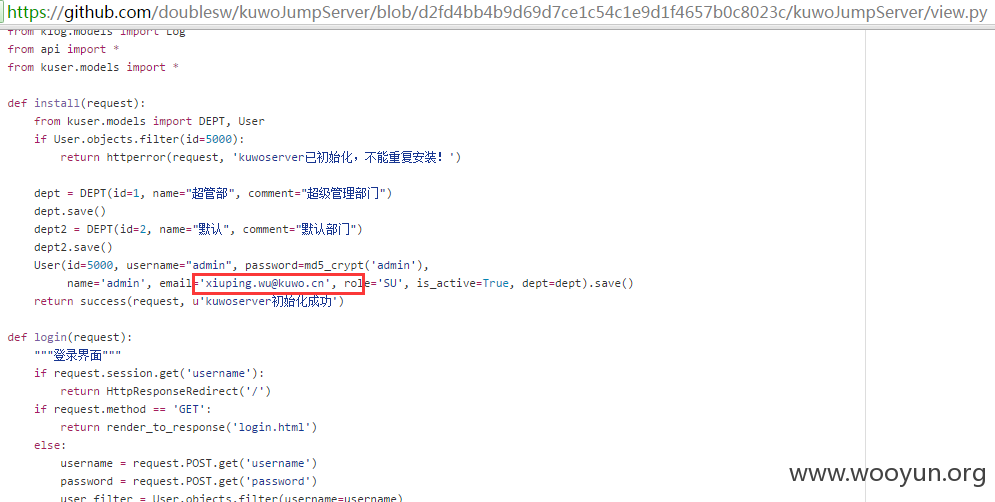 https://github.com/doublesw/kuwoJumpServer/blob/d2fd4bb4b9d69d7ce1c54c1e9d1f4657b0c8023c/kuwoJumpServer/view.py
from klog.models import Log
from api import *
from kuser.models import *
def install(request):
    from kuser.models import DEPT, User
    if User.objects.filter(id=5000):
        return httperror(request, 'kuwoserver已初始化，不能重复安装！')
    dept = DEPT(id=1, name="超管部", comment="超级管理部门")
    dept.save()
    dept2 = DEPT(id=2, name="默认", comment="默认部门")
    dept2.save()
    User(id=5000, username="admin", password=md5_crypt('admin'),
         name='admin', email='xiuping.wu@kuwo.cn', role='SU', is_active=True, dept=dept).save()
    return success(request, u'kuwoserver初始化成功')
def login(request):
    """登录界面"""
    if request.session.get('username'):
        return HttpResponseRedirect('/')
    if request.method == 'GET':
        return render_to_response('login.html')
    else:
        username = request.POST.get('username')
        password = request.POST.get('password')
        user_filter = User.objects.filter(username=username)
www.wooyun.org